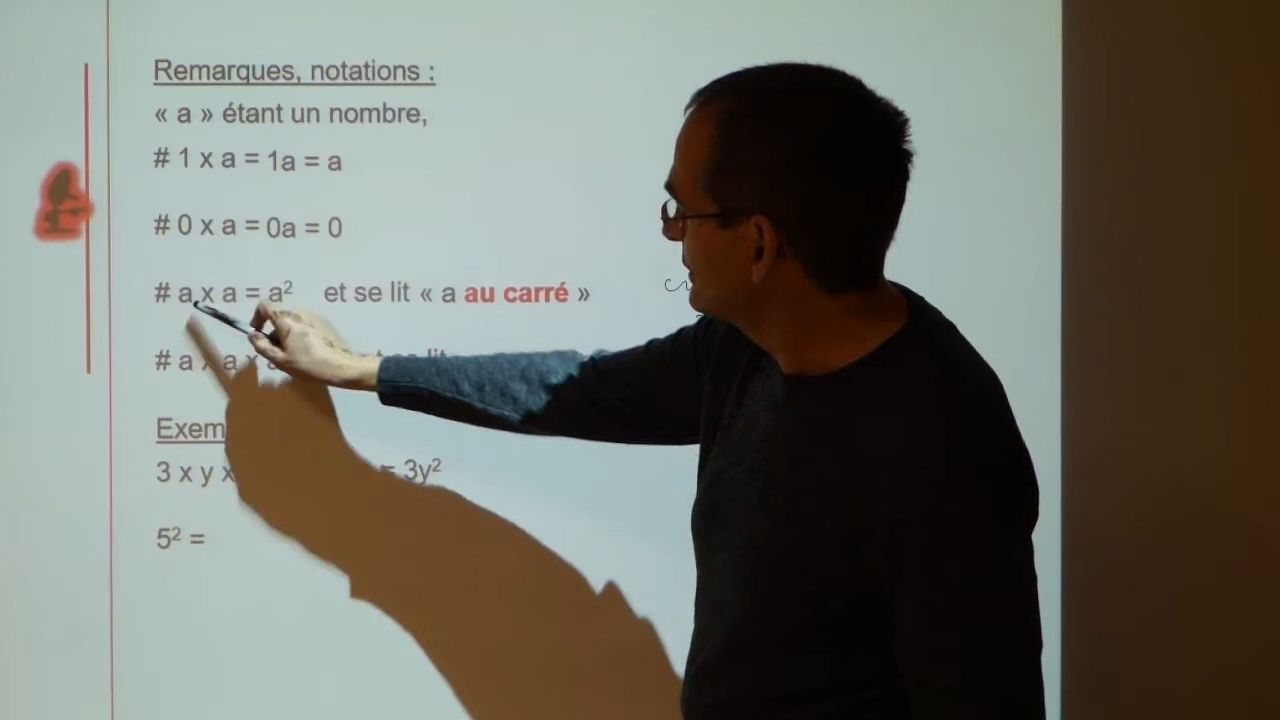 Remarques, notations :
« a » étant un nombre,
# 1 x a = 1a = a
# 0 x a = 0a = 0
# a x a = a² et se lit « a au carré »
# a x a x
3 x y x = 3y²
5² =